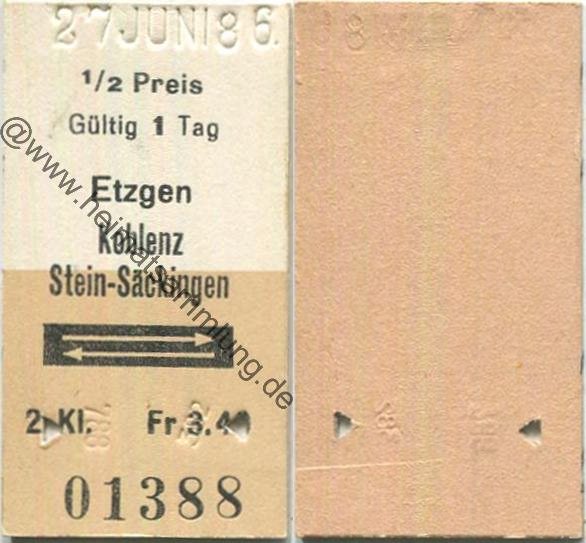 27 JUNI 86.
1/2 Preis
Gültig 1 Tag
Etzgen
Koblenz
Stein-Säckingen
2. Kl. Fr 3.40
01388
@www.heimatsammlung.de